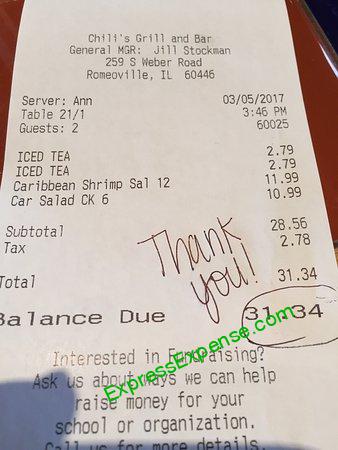 Chili's Grill and Bar
General MGR: Jill Stockman
259 S Weber Road
Romeoville, IL 60446
Server: Ann 03/05/2017
Table 21/1 3:46 PM
Guests: 2 60025
ICED TEA 2.79
ICED TEA 2.79
Caribbean Shrimp Sal 12 11.99
Car Salad CK 6 10.99
Subtotal 28.56
Tax 2.78
Total 31.34
Balance Due 31.34
Thank
you!
ExpressExpense.com
Interested in Fundraising?
Ask us about ways we can help
raise money for your
school or organization.
Call us for more details.